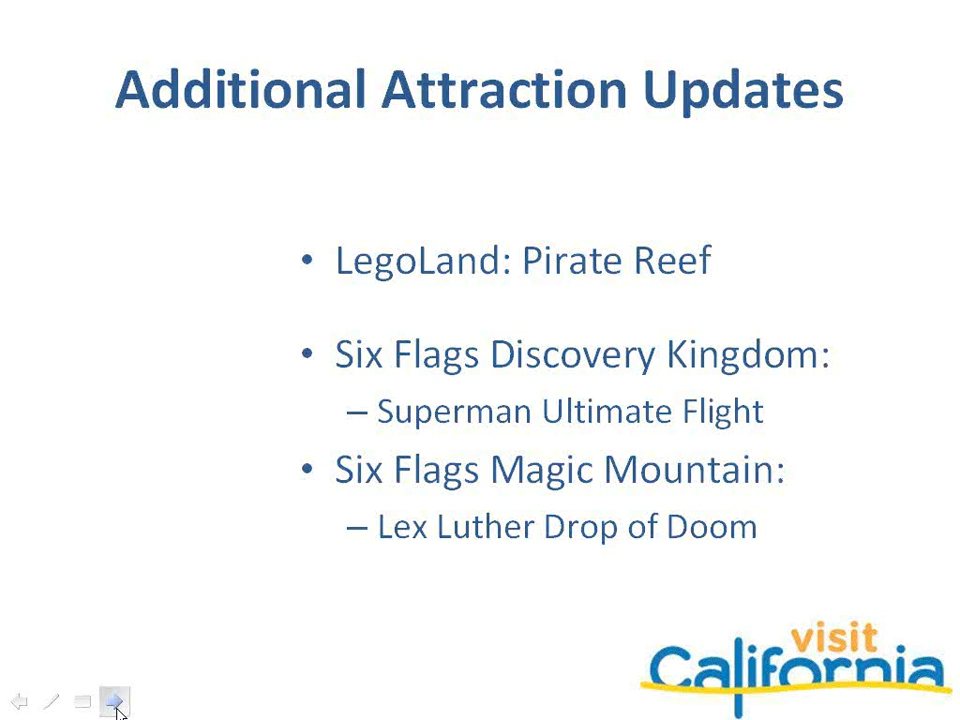 Additional Attraction Updates
• LegoLand: Pirate Reef
• Six Flags Discovery Kingdom:
– Superman Ultimate Flight
• Six Flags Magic Mountain:
– Lex Luther Drop of Doom
visit
California